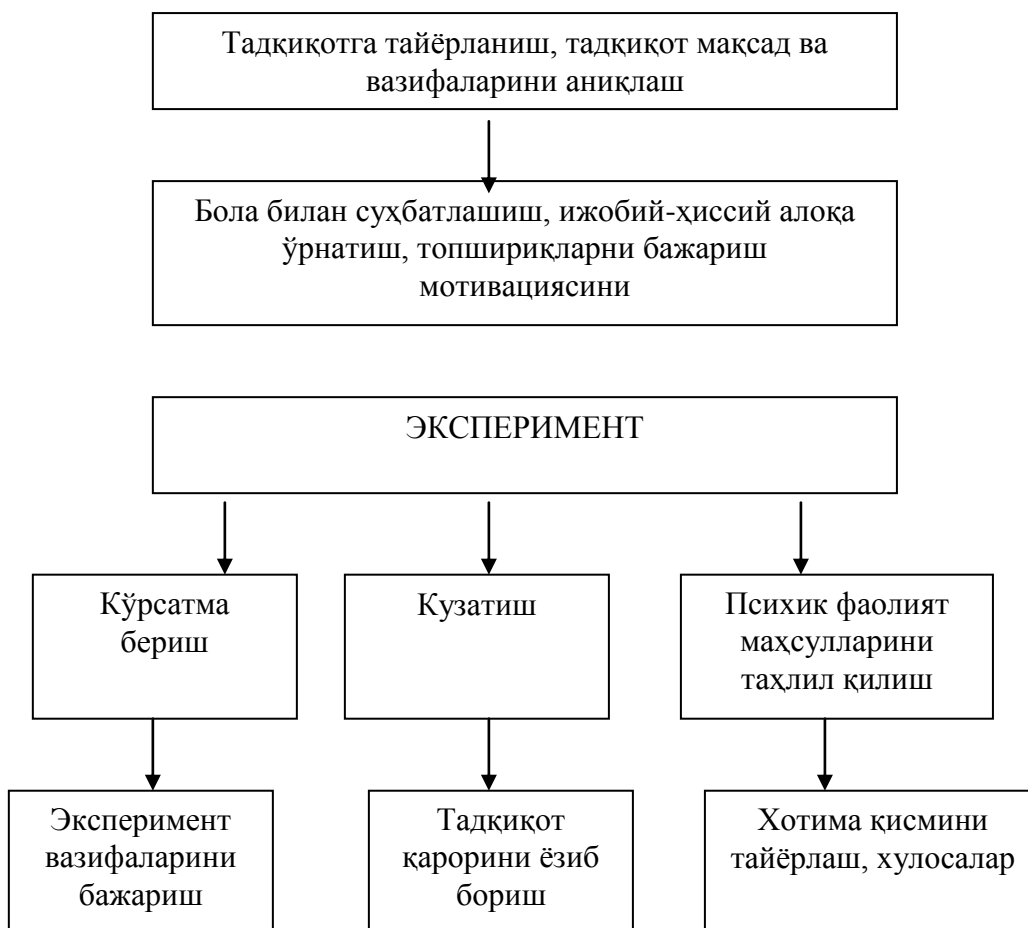 Тадқиқотга тайёрланиш, тадқиқот мақсад ва
вазифаларини аниқлаш
Бола билан суҳбатлашиш, ижобий-ҳиссий алоқа
ўрнатиш, топшириқларни бажариш
мотивациясини
ЭКСПЕРИМЕНТ
Кўрсатма
бериш
Кузатиш
Психик фаолият
маҳсулларини
таҳлил қилиш
Эксперимент
вазифаларини
бажариш
Тадқиқот
қарорини ёзиб
бориш
Хотима қисмини
тайёрлаш, хулосалар